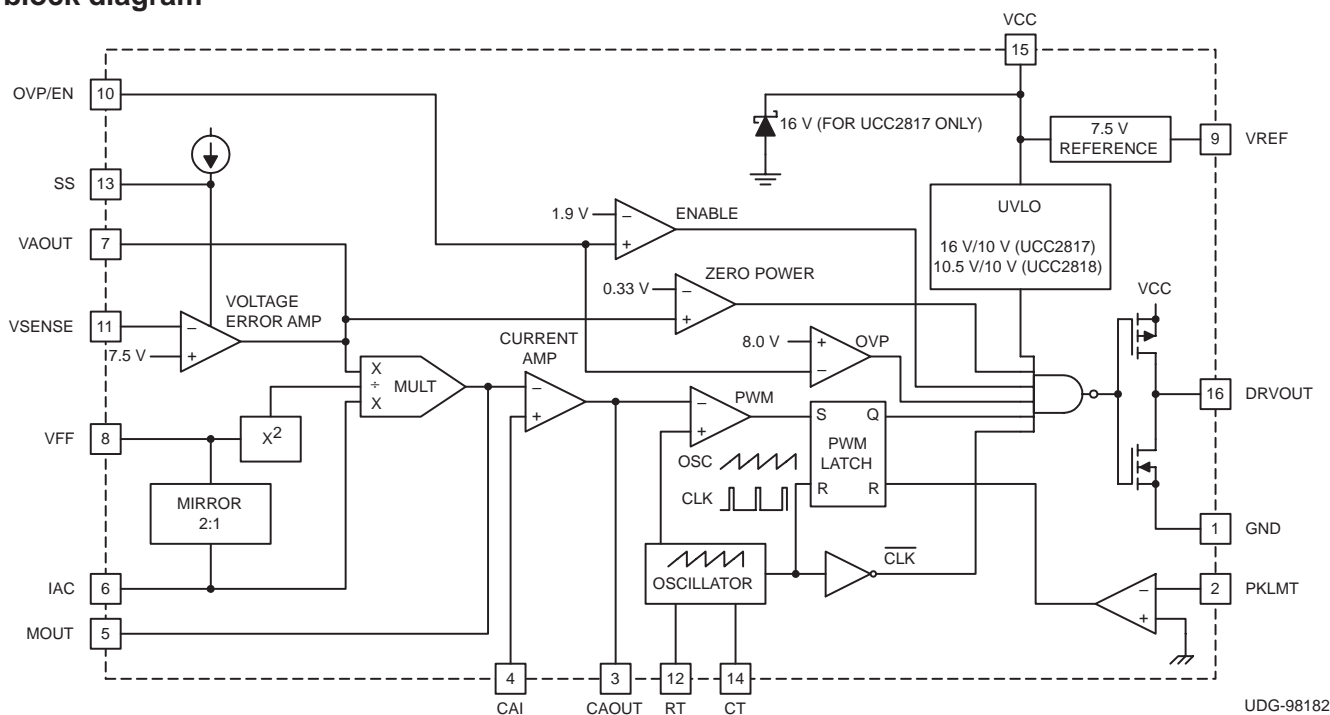 block diagram
VCC
15
OVP/EN
10
16 V (FOR UCC2817 ONLY)
7.5 V
REFERENCE
9
VREF
SS
13
UVLO
16 V/10 V (UCC2817)
10.5 V/10 V (UCC2818)
1.9 V
–
+
ENABLE
VAOUT
7
ZERO POWER
0.33 V
–
+
VCC
VSENSE
11
–
+
7.5 V
VOLTAGE
ERROR AMP
8.0 V
+
–
OVP
CURRENT
AMP
X
÷
X
MULT
–
+
–
+
PWM
16
DRVOUT
S
Q
PWM
LATCH
R
R
VFF
8
X2
OSC
CLK
MIRROR
2:1
1
GND
CLK
OSCILLATOR
IAC
6
–
+
2
PKLMT
MOUT
5
4
3
12
14
CAI
CAOUT
RT
CT
UDG-98182